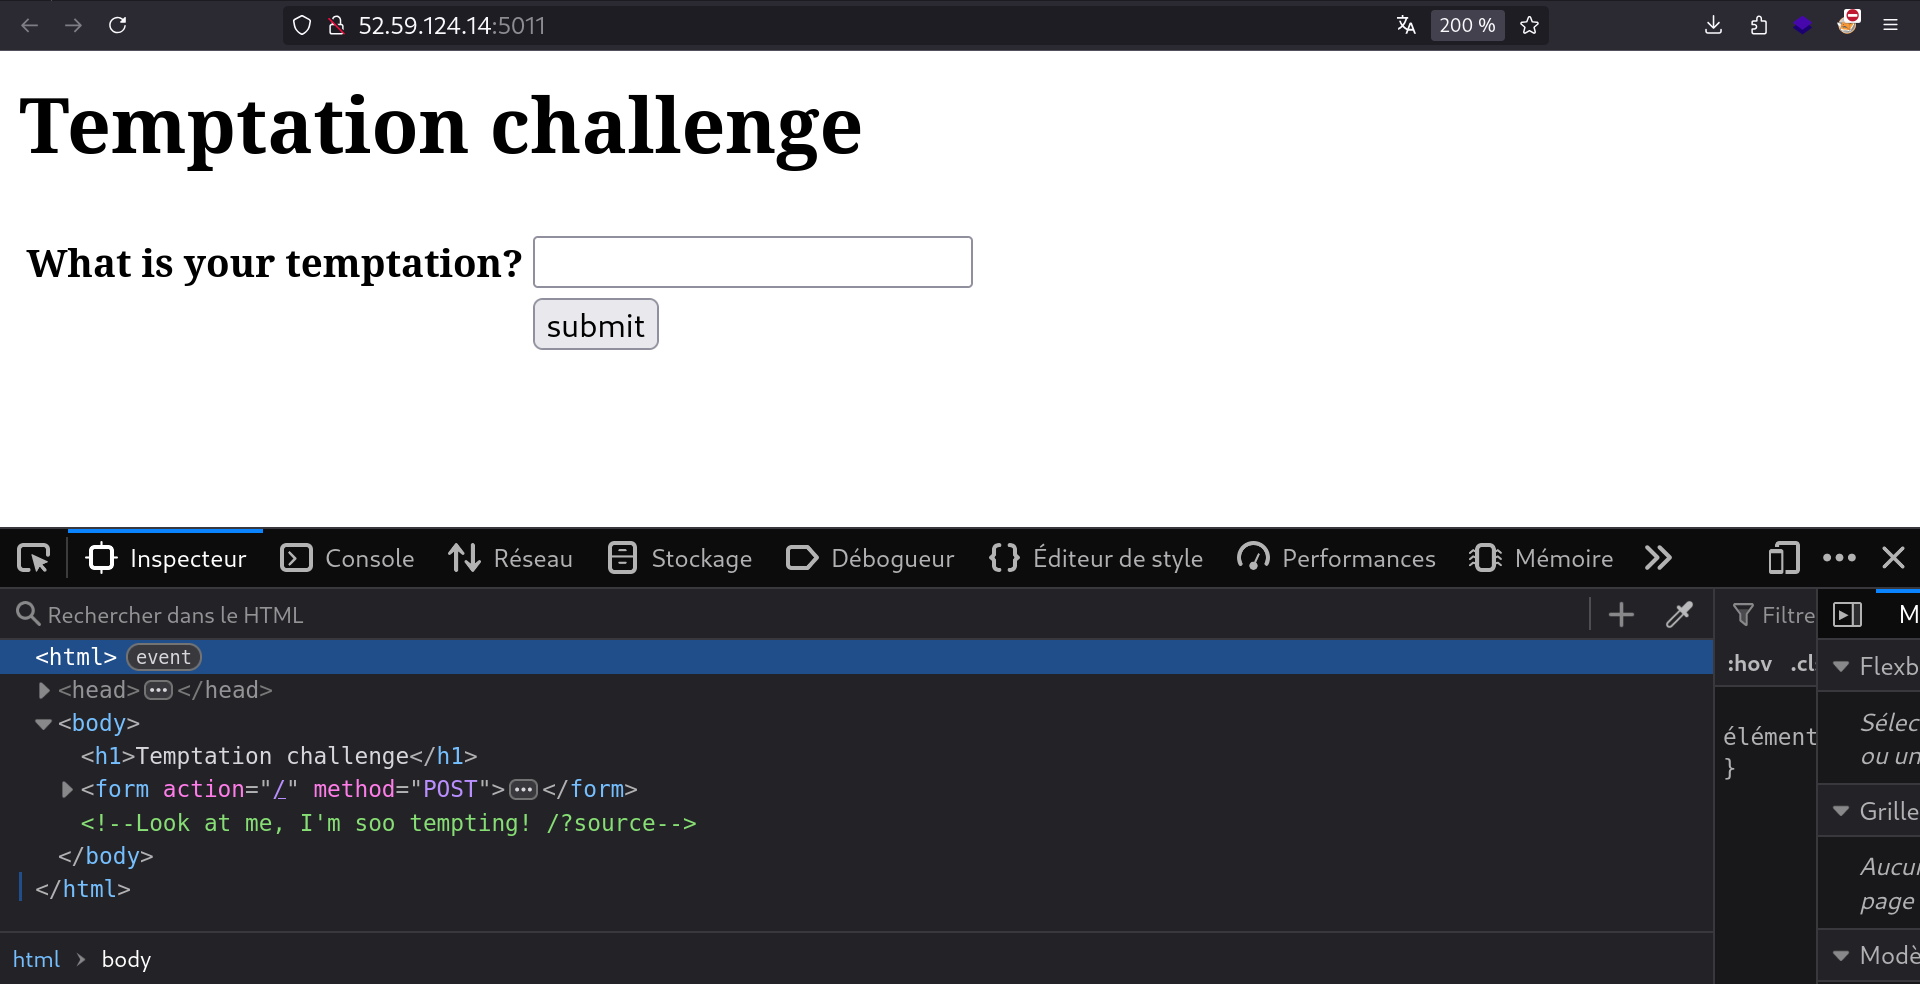 52.59.124.14:5011
200 %
Temptation challenge
What is your temptation?
submit
Inspecteur Console Réseau Stockage Débogueur Éditeur de style Performances Mémoire
Rechercher dans le HTML
Filtre
M
<html> event
:hov .cl
Flexb
<head> ••• </head>
<body>
Sélec
élément
<h1>Temptation challenge</h1>
ou un
}
<form action="/" method="POST"> ••• </form>
Grille
<!--Look at me, I'm soo tempting! /?source-->
</body>
Aucu
</html>
page
html > body
Modè